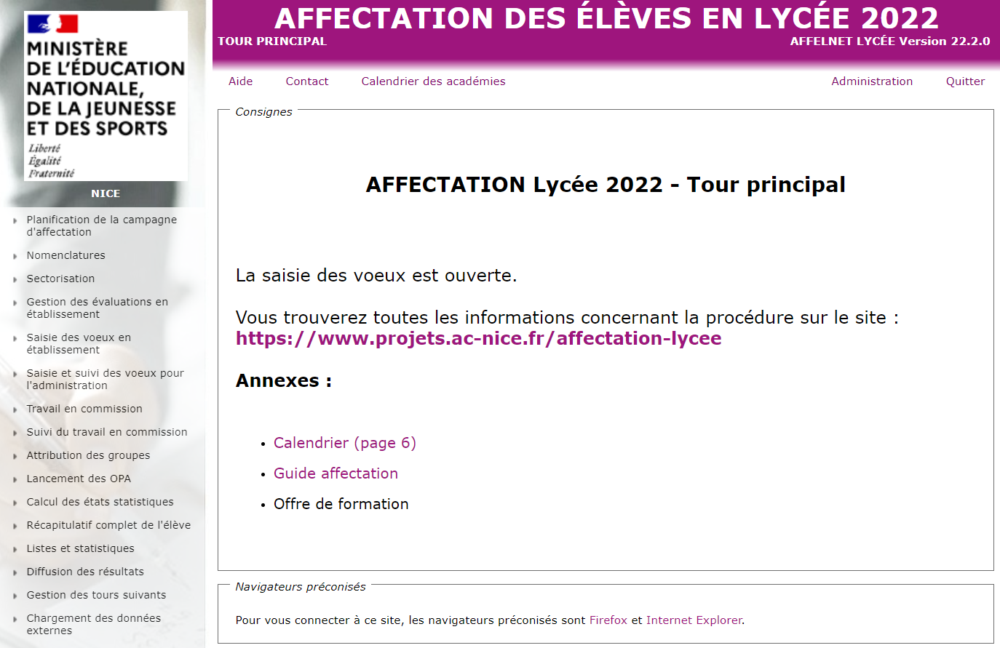 MINISTÈRE
DE L'ÉDUCATION
NATIONALE,
DE LA JEUNESSE
ET DES SPORTS
Liberté
Égalité
Fraternité
NICE
Planification de la campagne
d'affectation
Nomenclatures
Sectorisation
Gestion des évaluations en
établissement
Saisie des voeux en
établissement
Saisie et suivi des voeux pour
l'administration
Travail en commission
Suivi du travail en commission
Attribution des groupes
Lancement des OPA
Calcul des états statistiques
Récapitulatif complet de l'élève
Listes et statistiques
Diffusion des résultats
Gestion des tours suivants
Chargement des données
externes
AFFECTATION DES ÉLÈVES EN LYCÉE 2022
TOUR PRINCIPAL AFFELNET LYCÉE Version 22.2.0
Aide Contact Calendrier des académies Administration Quitter
Consignes
AFFECTATION Lycée 2022 - Tour principal
La saisie des voeux est ouverte.
Vous trouverez toutes les informations concernant la procédure sur le site :
https://www.projets.ac-nice.fr/affectation-lycee
Annexes :
• Calendrier (page 6)
• Guide affectation
• Offre de formation
Navigateurs préconisés
Pour vous connecter à ce site, les navigateurs préconisés sont Firefox et Internet Explorer.